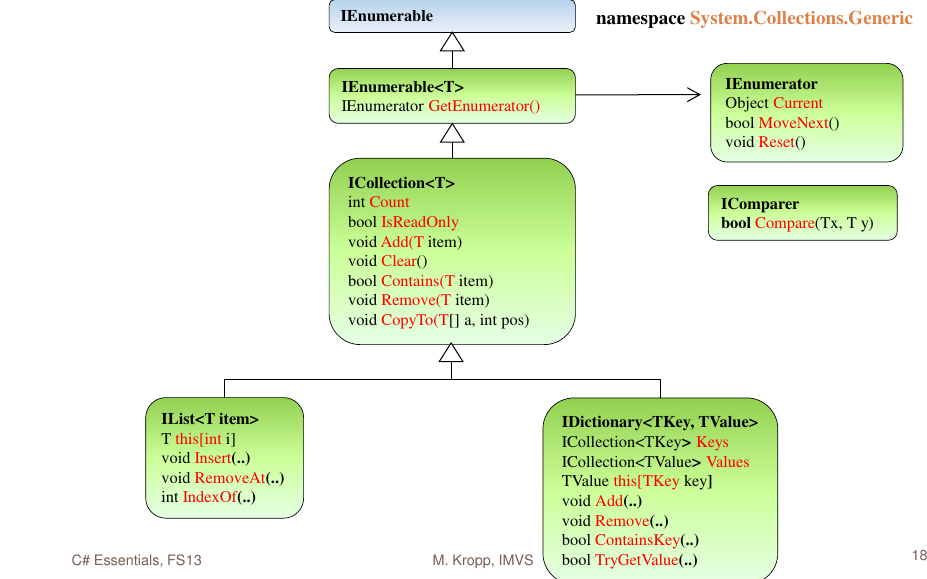 IEnumerable
namespace System.Collections.Generic
IEnumerable<T>
IEnumerator GetEnumerator()
IEnumerator
Object Current
bool MoveNext()
void Reset()
ICollection<T>
int Count
bool IsReadOnly
void Add(T item)
void Clear()
bool Contains(T item)
void Remove(T item)
void CopyTo(T[] a, int pos)
IComparer
bool Compare(Tx, T y)
IList<T item>
T this[int i]
void Insert(..)
void RemoveAt(..)
int IndexOf(..)
IDictionary<TKey, TValue>
ICollection<TKey> Keys
ICollection<TValue> Values
TValue this[TKey key]
void Add(..)
void Remove(..)
bool ContainsKey(..)
bool TryGetValue(..)
C# Essentials, FS13
M. Kropp, IMVS
18